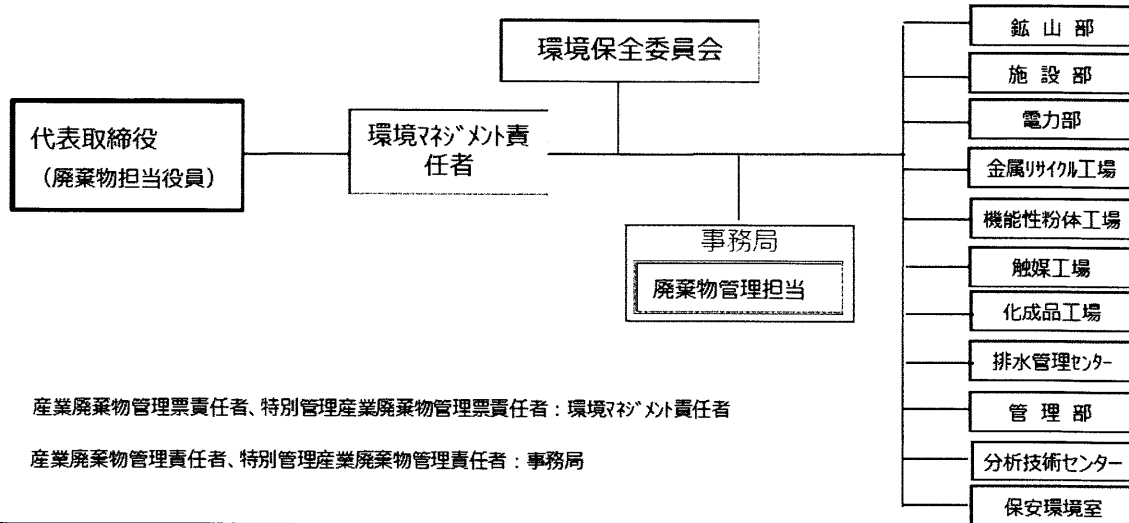 環境保全委員会
代表取締役
（廃棄物担当役員）
環境ﾏﾈｼﾞﾒﾝﾄ責
任者
事務局
廃棄物管理担当
鉱 山 部
施 設 部
電力部
金属ﾘｻｲｸﾙ工場
機能性粉体工場
触媒工場
化成品工場
排水管理ｾﾝﾀｰ
管 理 部
分析技術センター
保安環境室
産業廃棄物管理票責任者、特別管理産業廃棄物管理票責任者：環境ﾏﾈｼﾞﾒﾝﾄ責任者
産業廃棄物管理責任者、特別管理産業廃棄物管理責任者：事務局